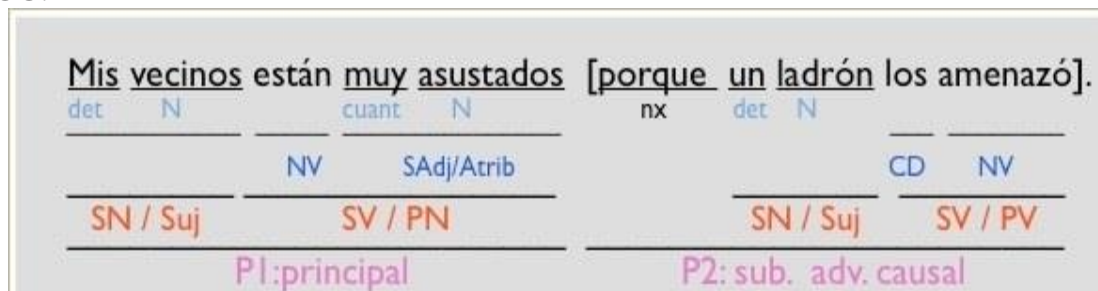 Mis vecinos están muy asustados [porque un ladrón los amenazó].
det N cuant N nx det N
NV SAdj/Atrib CD NV
SN / Suj SV / PN SN / Suj SV / PV
P1:principal P2: sub. adv. causal